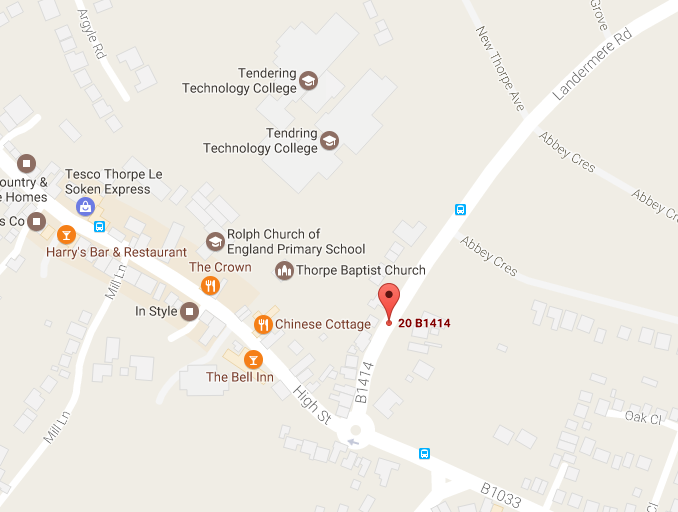 Argyle Rd
Grove
New Thorpe Ave
Landermere Rd
Tendering
Technology College
Tendring
Technology College
Abbey Cres
Abbey Cres
Abbey Cres
ountry &
e Homes
Tesco Thorpe Le
Soken Express
s Co
Harry's Bar & Restaurant
Rolph Church of
England Primary School
The Crown
Thorpe Baptist Church
Mill Ln
In Style
Chinese Cottage
20 B1414
The Bell Inn
B1414
High St
Mill Ln
Oak Cl
B1033
Cl